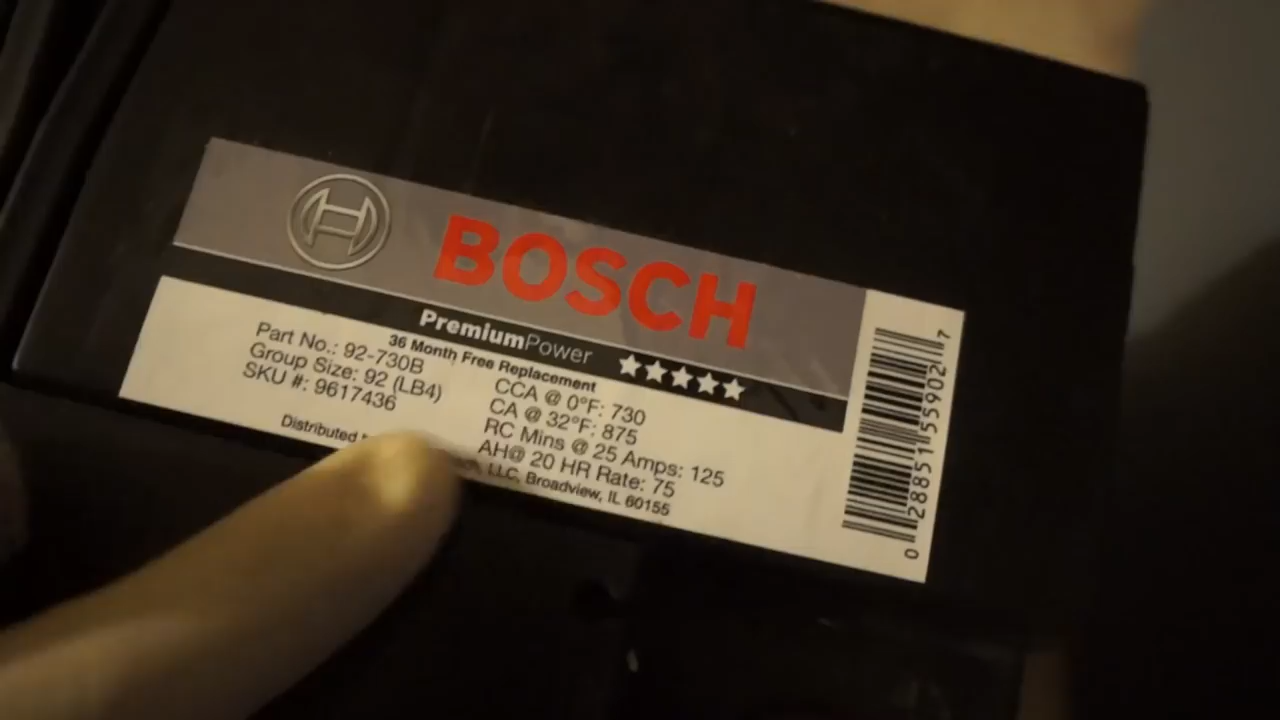 BOSCH
PremiumPower
36 Month Free Replacement
Part No.: 92-730B
Group Size: 92 (LB4)
SKU #: 9617436
CCA @ 0°F: 730
CA @ 32°F: 875
RC Mins @ 25 Amps: 125
AH@ 20 HR Rate: 75
Distributed LLC, Broadview, IL 60155
0 28851 55902 7